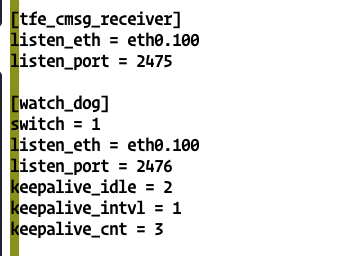 [tfe_cmsg_receiver]
listen_eth = eth0.100
listen_port = 2475

[watch_dog]
switch = 1
listen_eth = eth0.100
listen_port = 2476
keepalive_idle = 2
keepalive_intvl = 1
keepalive_cnt = 3